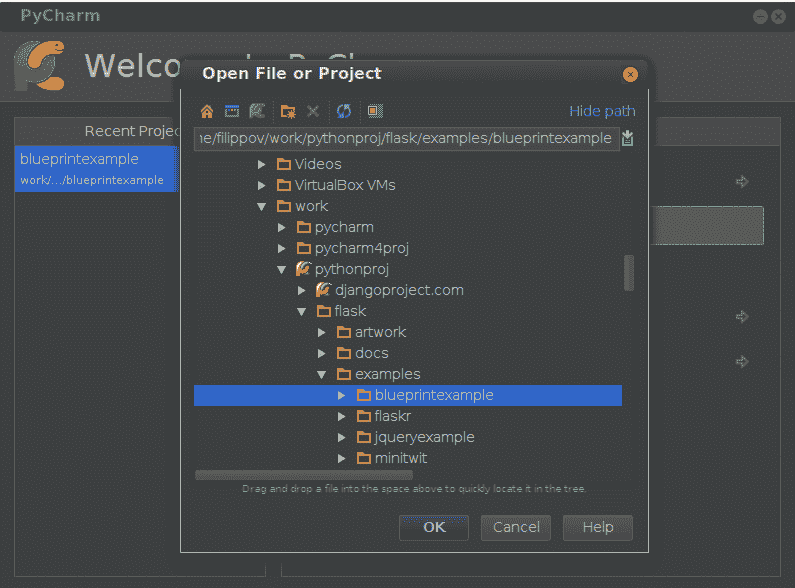 PyCharm
Welco
Open File or Project
Recent Projec
blueprintexample
work/.../blueprintexample
Hide path
ne/filippov/work/pythonproj/flask/examples/blueprintexample
Videos
VirtualBox VMs
work
pycharm
pycharm4proj
pythonproj
djangoproject.com
flask
artwork
docs
examples
blueprintexample
flaskr
jqueryexample
minitwit
Drag and drop a file into the space above to quickly locate it in the tree.
OK
Cancel
Help